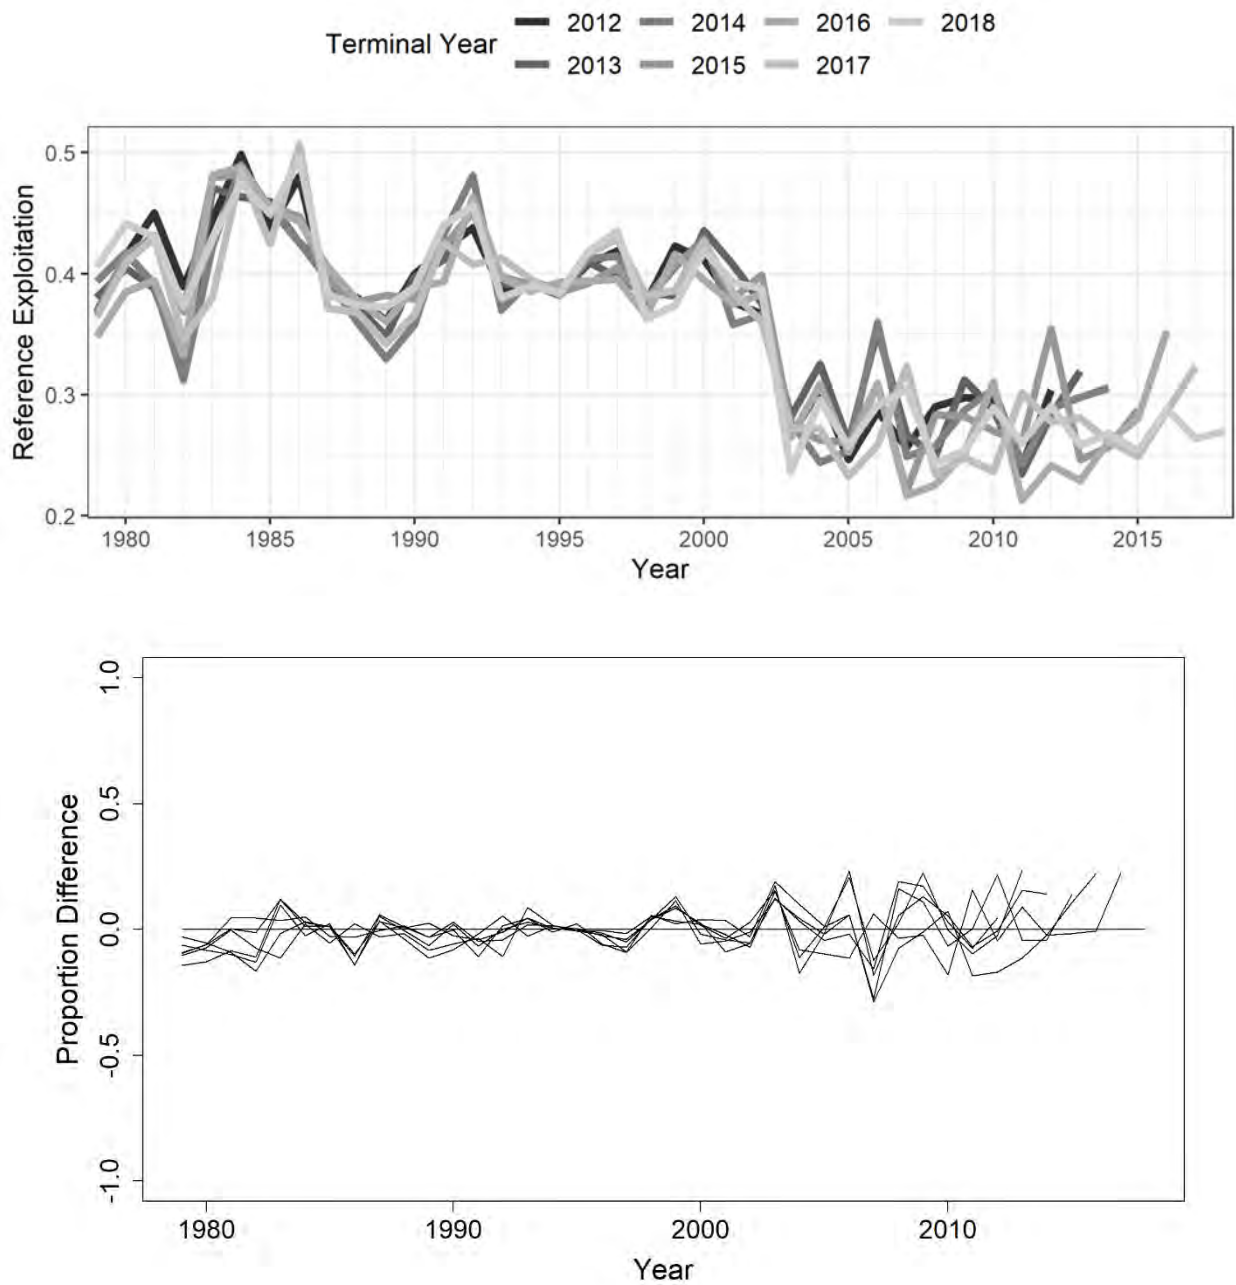 Terminal Year
2012 2014 2016 2018
2013 2015 2017
Reference Exploitation
0.5
0.4
0.3
0.2
1980 1985 1990 1995 2000 2005 2010 2015
Year
Proportion Difference
1.0
0.5
0.0
-0.5
-1.0
1980 1990 2000 2010
Year